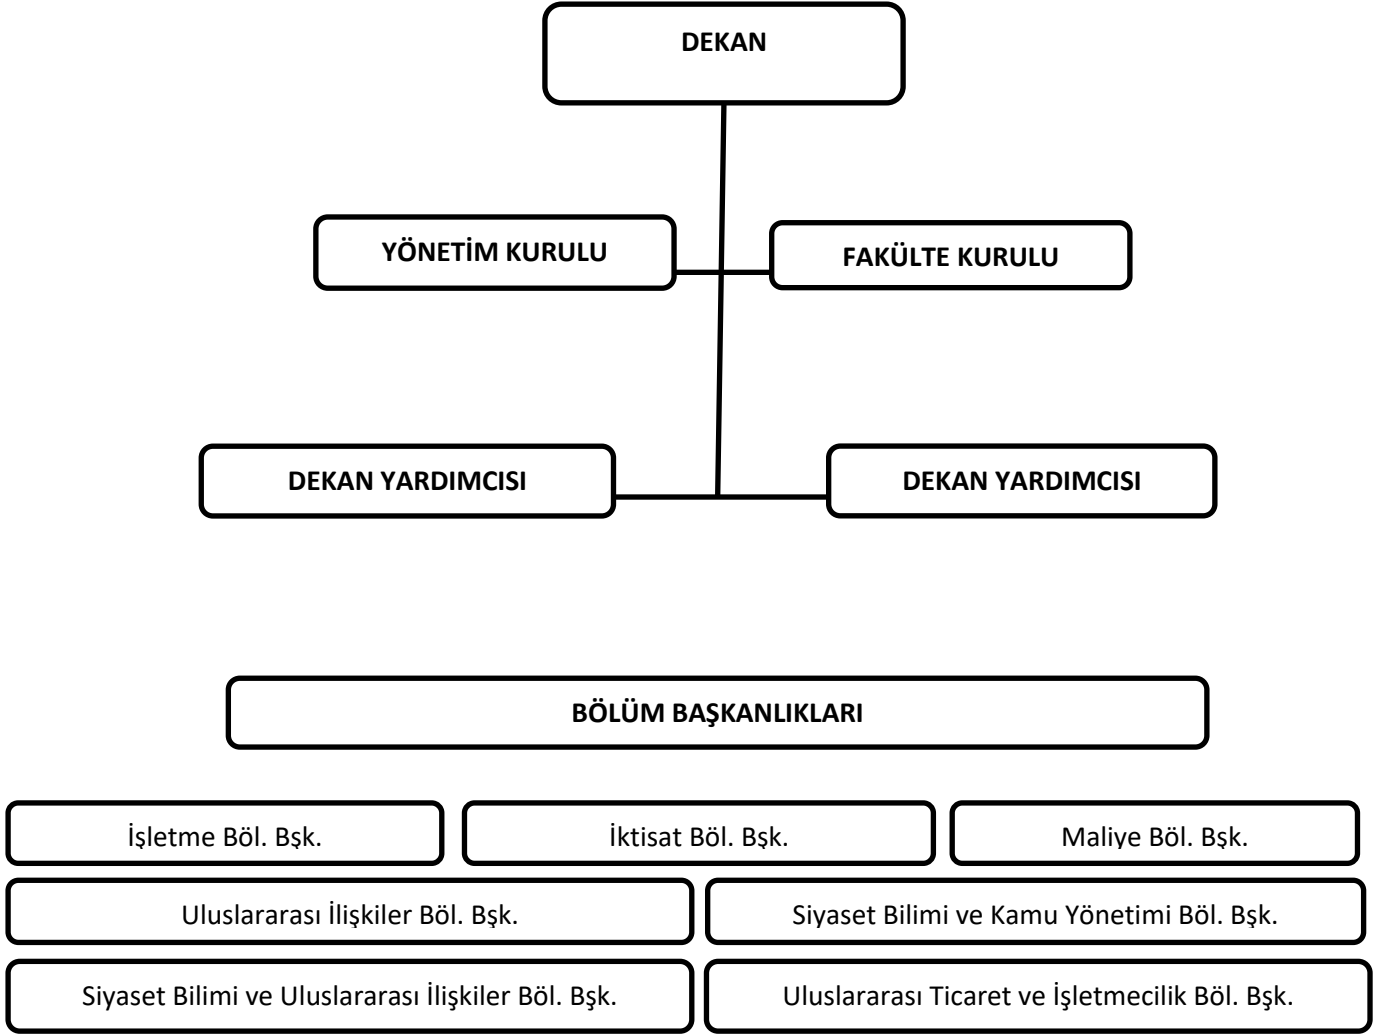 DEKAN
YÖNETİM KURULU
FAKÜLTE KURULU
DEKAN YARDIMCISI
DEKAN YARDIMCISI
BÖLÜM BAŞKANLIKLARI
İşletme Böl. Bşk.
İktisat Böl. Bşk.
Maliye Böl. Bşk.
Uluslararası İlişkiler Böl. Bşk.
Siyaset Bilimi ve Kamu Yönetimi Böl. Bşk.
Siyaset Bilimi ve Uluslararası İlişkiler Böl. Bşk.
Uluslararası Ticaret ve İşletmecilik Böl. Bşk.